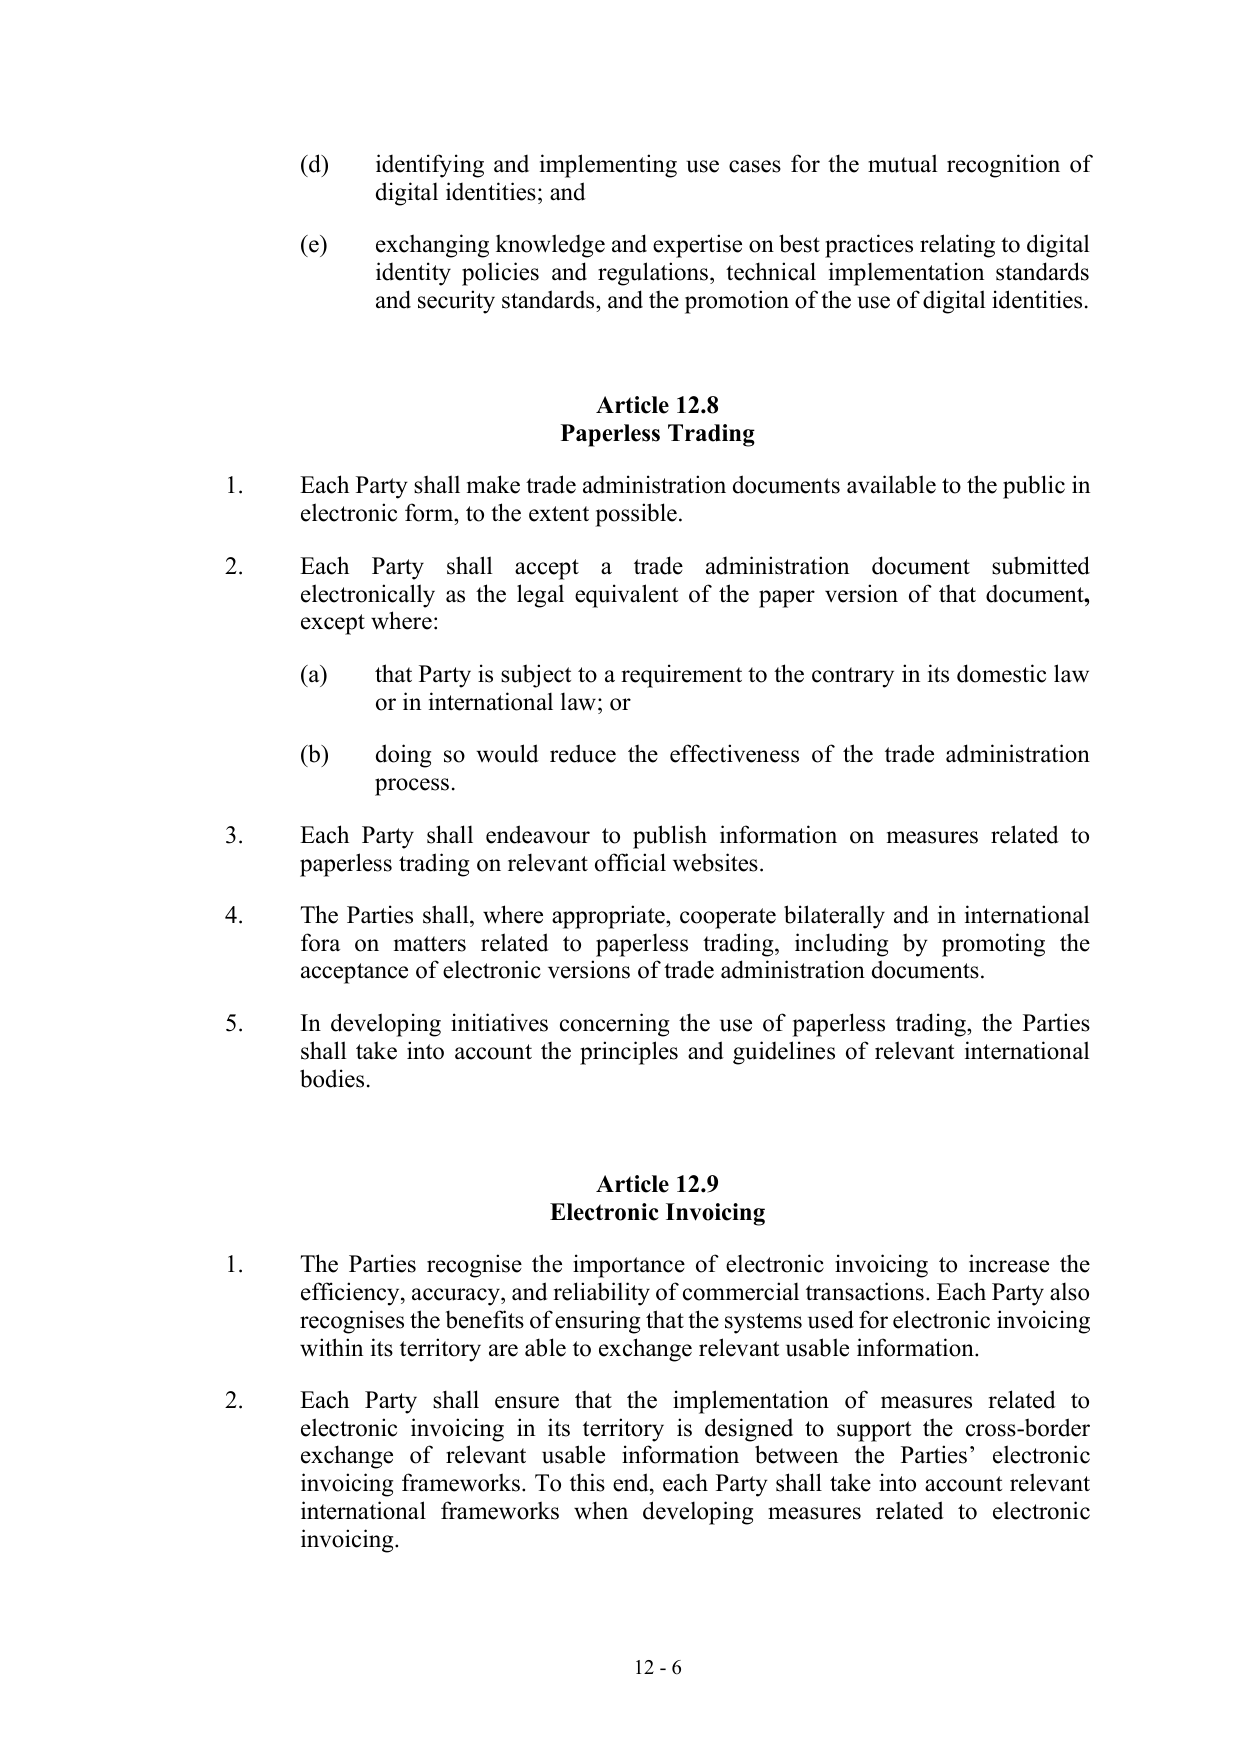 (d) identifying and implementing use cases for the mutual recognition of
digital identities; and
(e) exchanging knowledge and expertise on best practices relating to digital
identity policies and regulations, technical implementation standards
and security standards, and the promotion of the use of digital identities.
Article 12.8
Paperless Trading
1. Each Party shall make trade administration documents available to the public in
electronic form, to the extent possible.
2. Each Party shall accept a trade administration document submitted
electronically as the legal equivalent of the paper version of that document,
except where:
(a) that Party is subject to a requirement to the contrary in its domestic law
or in international law; or
(b) doing so would reduce the effectiveness of the trade administration
process.
3. Each Party shall endeavour to publish information on measures related to
paperless trading on relevant official websites.
4. The Parties shall, where appropriate, cooperate bilaterally and in international
fora on matters related to paperless trading, including by promoting the
acceptance of electronic versions of trade administration documents.
5. In developing initiatives concerning the use of paperless trading, the Parties
shall take into account the principles and guidelines of relevant international
bodies.
Article 12.9
Electronic Invoicing
1. The Parties recognise the importance of electronic invoicing to increase the
efficiency, accuracy, and reliability of commercial transactions. Each Party also
recognises the benefits of ensuring that the systems used for electronic invoicing
within its territory are able to exchange relevant usable information.
2. Each Party shall ensure that the implementation of measures related to
electronic invoicing in its territory is designed to support the cross-border
exchange of relevant usable information between the Parties’ electronic
invoicing frameworks. To this end, each Party shall take into account relevant
international frameworks when developing measures related to electronic
invoicing.
12 - 6